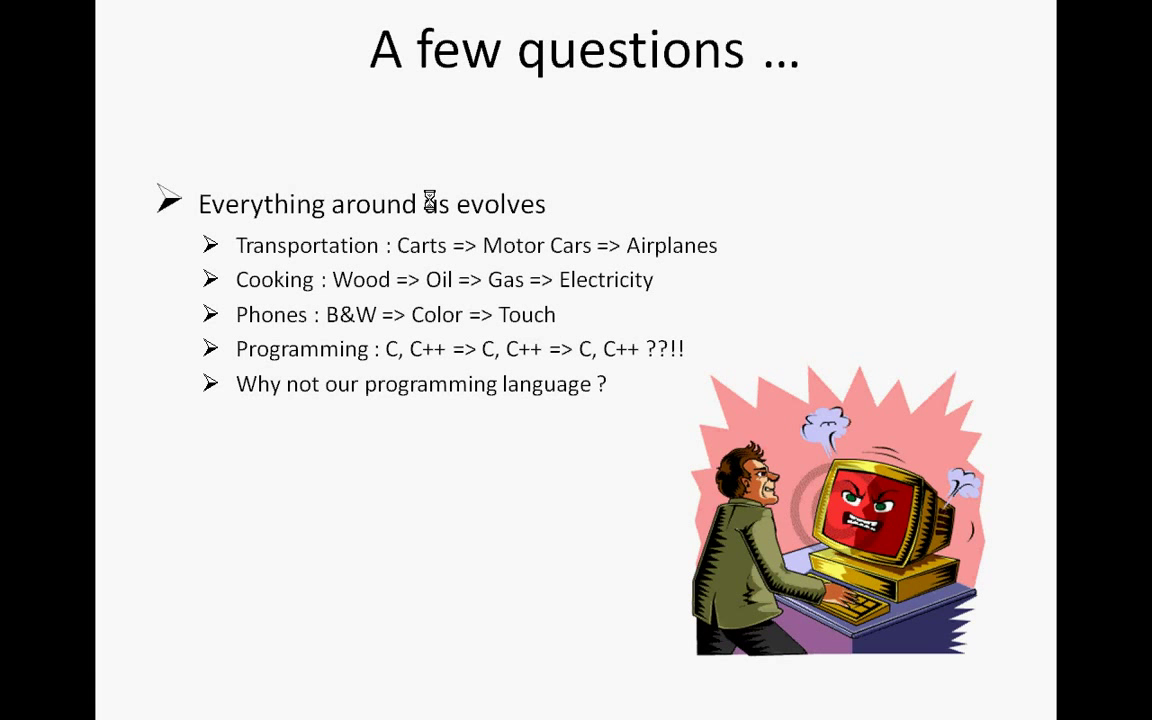 A few questions ...
Everything around us evolves
Transportation : Carts => Motor Cars => Airplanes
Cooking : Wood => Oil => Gas => Electricity
Phones : B&W => Color => Touch
Programming : C, C++ => C, C++ => C, C++ ??!!
Why not our programming language ?